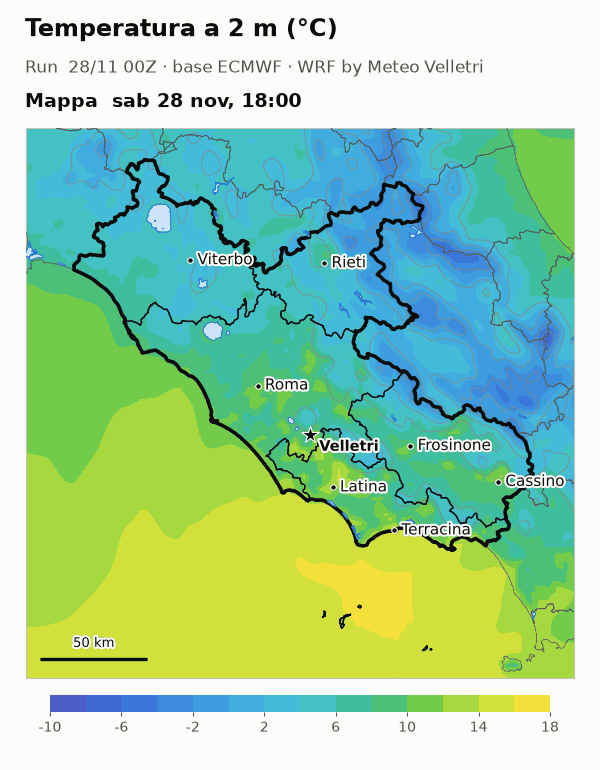 Temperatura a 2 m (°C)
Run  28/11 00Z · base ECMWF · WRF by Meteo Velletri
Mappa  sab 28 nov, 18:00
Viterbo
Rieti
Roma
Velletri
Frosinone
Cassino
Latina
Terracina
50 km
-10 -6 -2 2 6 10 14 18